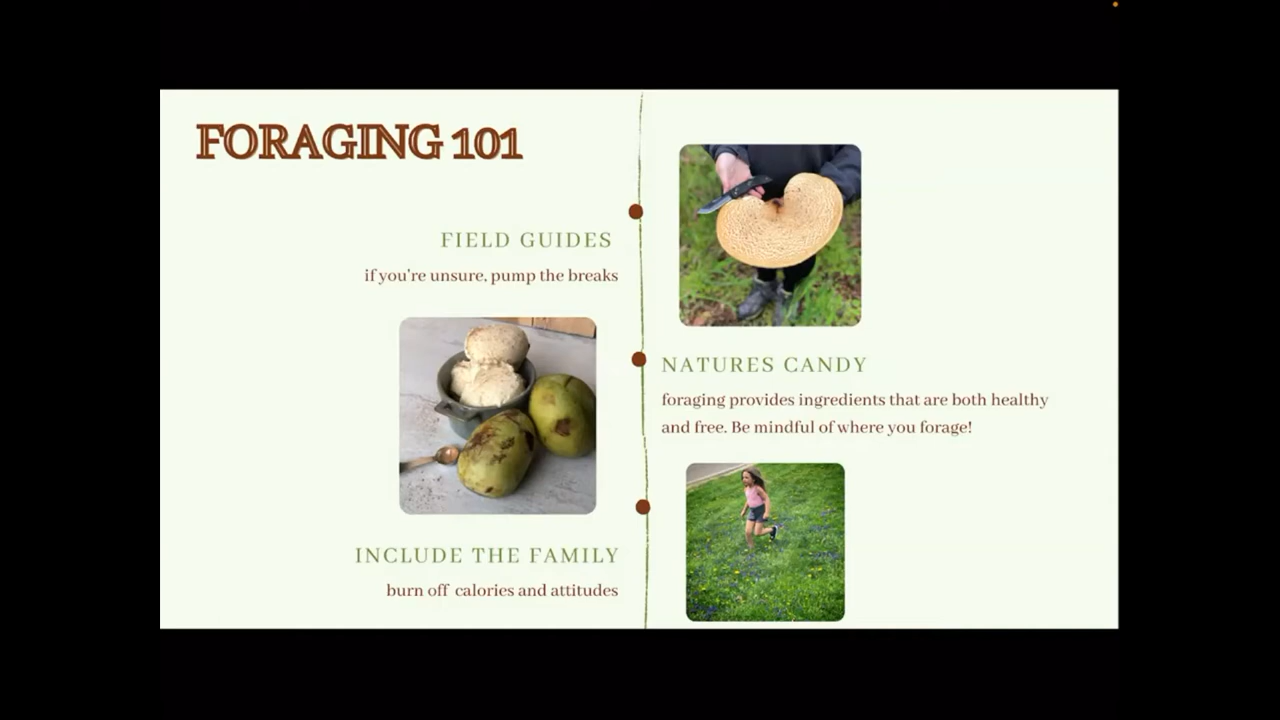 FORAGING 101
FIELD GUIDES
if you're unsure, pump the breaks
NATURES CANDY
foraging provides ingredients that are both healthy
and free. Be mindful of where you forage!
INCLUDE THE FAMILY
burn off calories and attitudes